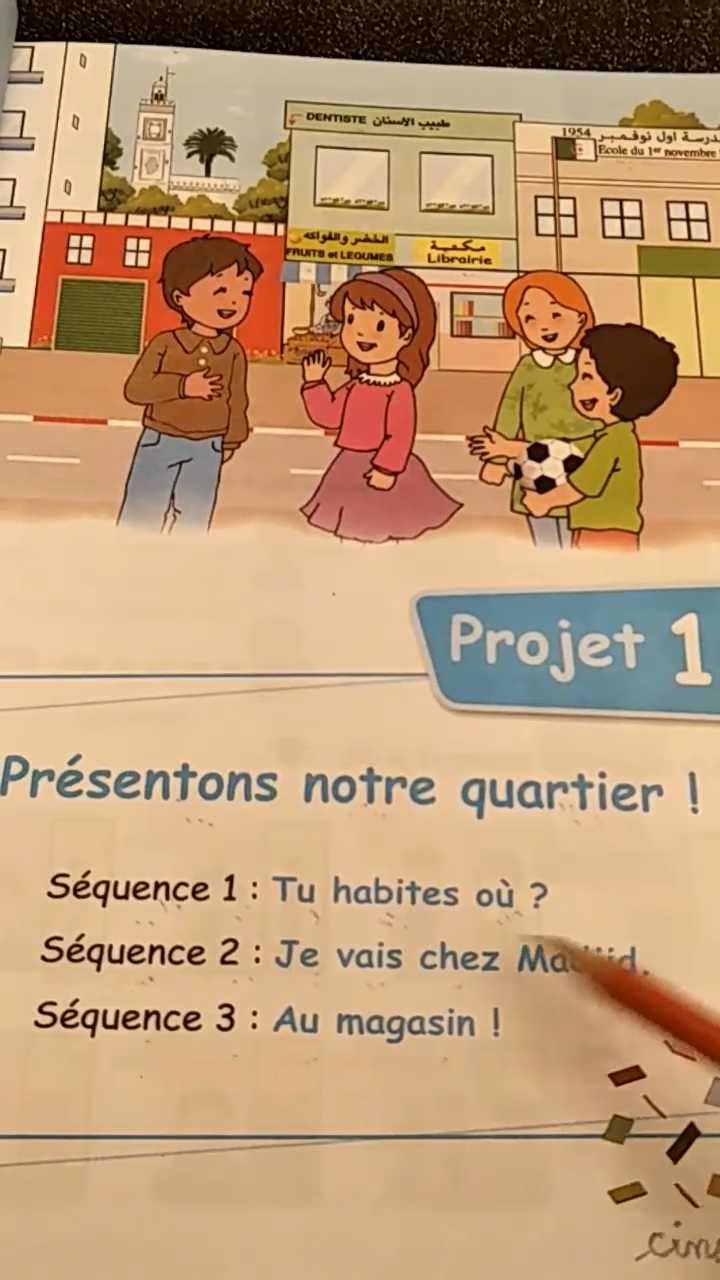 DENTISTE طبيب الاسنان
1954 مدرسة اول نوفمبر
Ecole du 1er novembre
الخضر والفواكه
FRUITS et LEGUMES
مكتبة
Librairie
Projet 1
Présentons notre quartier !
Séquence 1 : Tu habites où ?
Séquence 2 : Je vais chez
Séquence 3 : Au magasin !